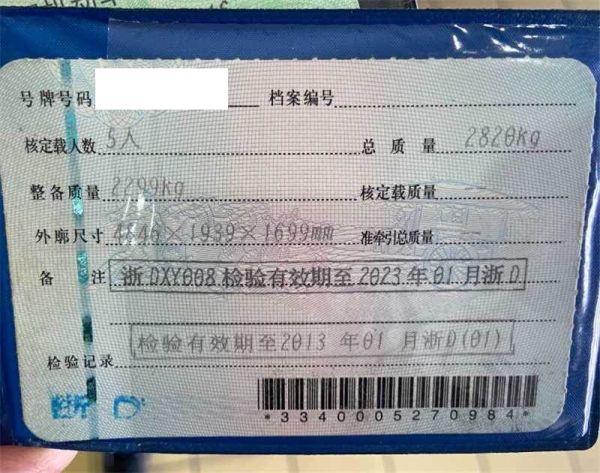 号牌号码 档案编号
核定载人数 5人 总质量 2820kg
整备质量 2299kg 核定载质量 --
外廓尺寸 4846×1939×1699mm 准牵引总质量 --
备注 浙DXY008检验有效期至2023年01月浙D
检验有效期至2013年01月浙D(01)
检验记录
浙 D
*3340005270984*